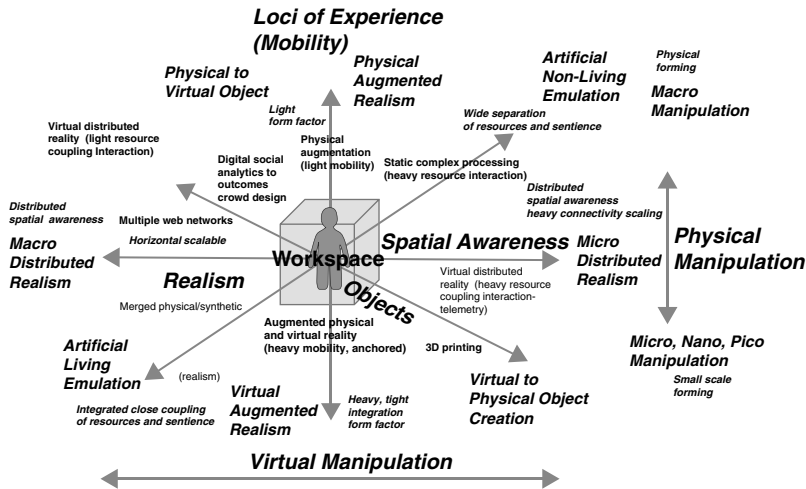 Loci of Experience
(Mobility)
Physical to
Virtual Object
Physical
Augmented
Realism
Artificial
Non-Living
Emulation
Physical
forming
Macro
Manipulation
Light
form factor
Wide separation
of resources and sentience
Virtual distributed
reality (light resource
coupling Interaction)
Physical
augmentation
(light mobility)
Digital social
analytics to
outcomes
crowd design
Static complex processing
(heavy resource interaction)
Distributed
spatial awareness
heavy connectivity scaling
Distributed
spatial awareness
Multiple web networks
Horizontal scalable
Macro
Distributed
Realism
Workspace
Spatial Awareness
Micro
Distributed
Realism
Physical
Manipulation
Realism
Objects
Virtual distributed
reality (heavy resource
coupling interaction-
telemetry)
Merged physical/synthetic
Augmented physical
and virtual reality
(heavy mobility, anchored)
3D printing
Artificial
Living
Emulation
(realism)
Micro, Nano, Pico
Manipulation
Small scale
forming
Integrated close coupling
of resources and sentience
Virtual
Augmented
Realism
Heavy, tight
integration
form factor
Virtual to
Physical Object
Creation
Virtual Manipulation